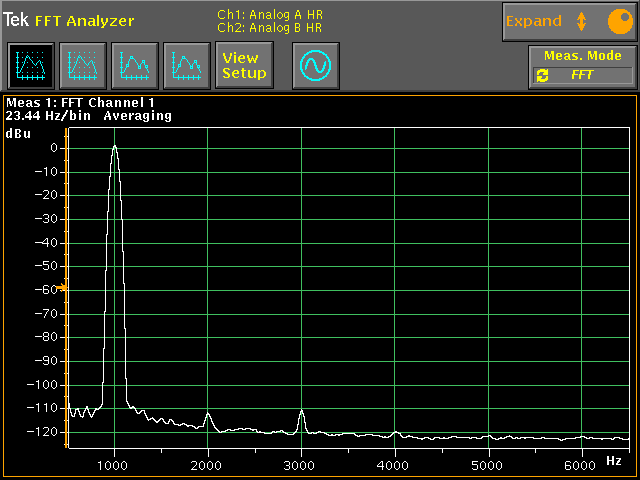 Tek FFT Analyzer
Ch1: Analog A HR
Ch2: Analog B HR
Expand
View
Setup
Meas. Mode
FFT
Meas 1: FFT Channel 1
23.44 Hz/bin Averaging
dBu
0
-10
-20
-30
-40
-50
-60
-70
-80
-90
-100
-110
-120
1000 2000 3000 4000 5000 6000 Hz